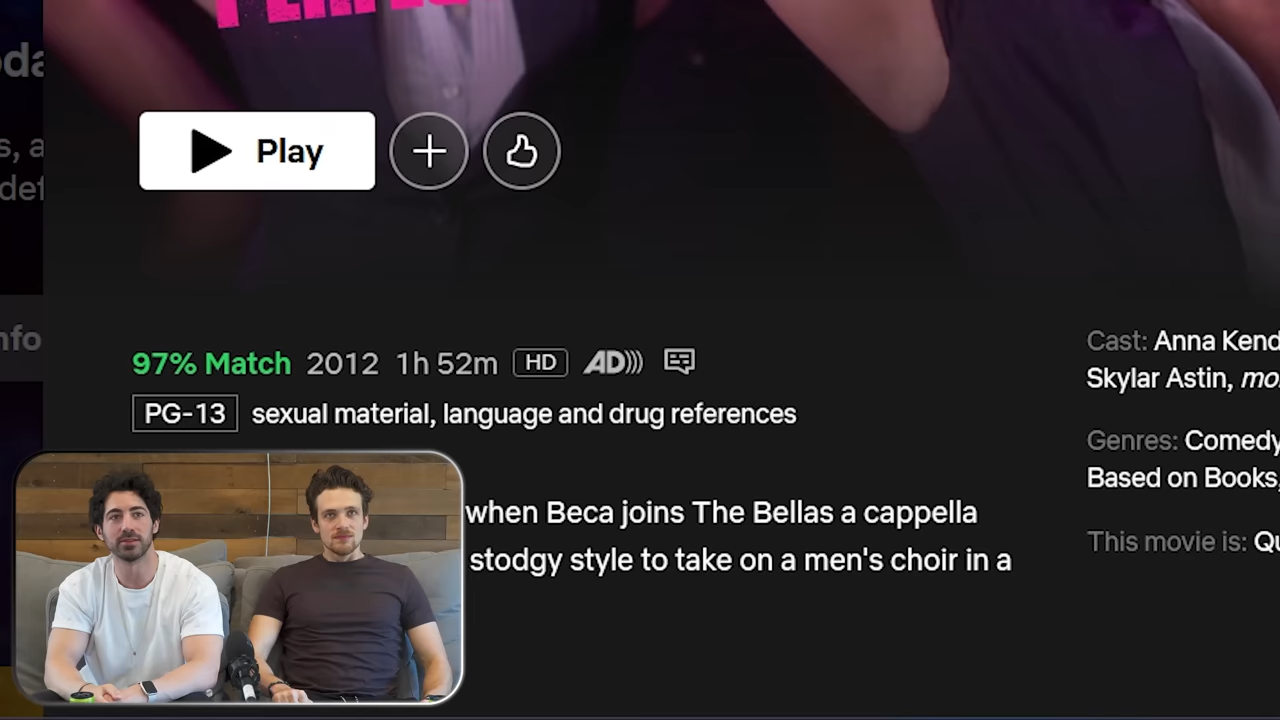 Play
97% Match 2012 1h 52m HD AD)))
PG-13 sexual material, language and drug references
when Beca joins The Bellas a cappella
stodgy style to take on a men's choir in a
Cast: Anna Kend
Skylar Astin, mo
Genres: Comedy
Based on Books,
This movie is: Qu